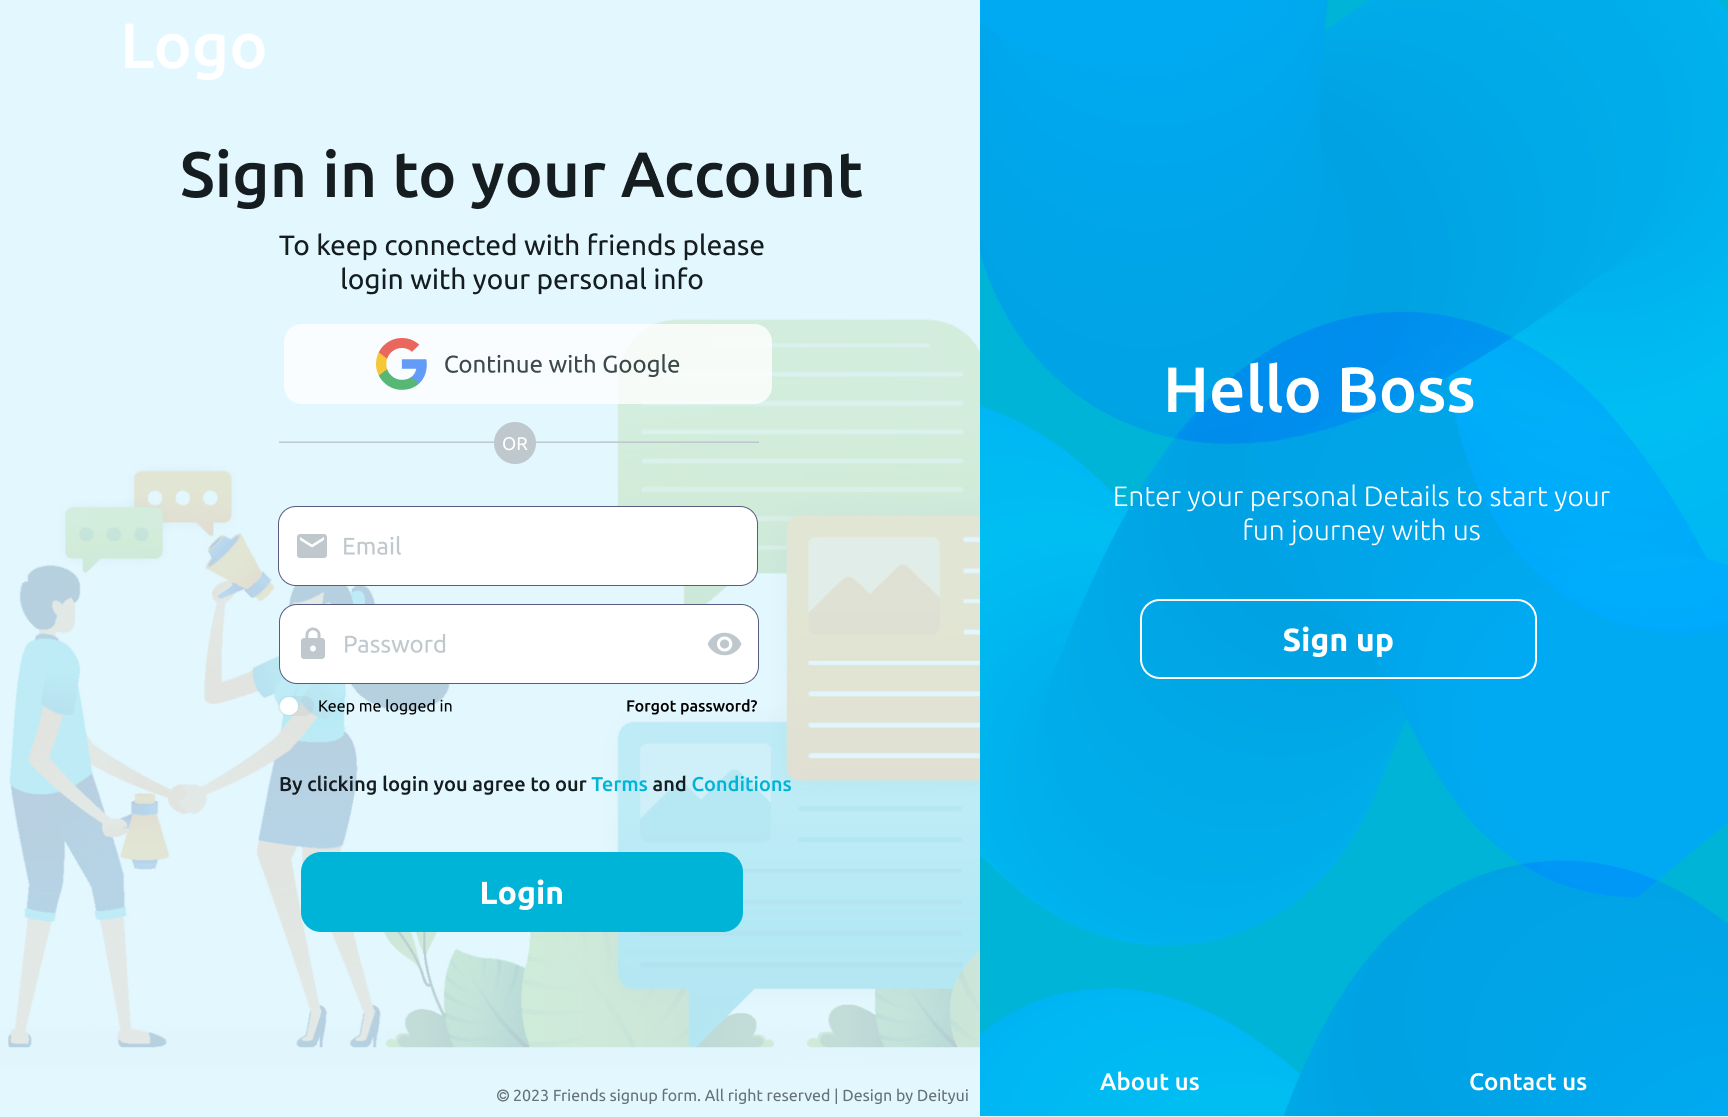 Logo
Sign in to your Account
To keep connected with friends please
login with your personal info
Continue with Google
OR
Email
Password
Keep me logged in
Forgot password?
By clicking login you agree to our Terms and Conditions
Login
© 2023 Friends signup form. All right reserved | Design by Deityui
Hello Boss
Enter your personal Details to start your
fun journey with us
Sign up
About us
Contact us